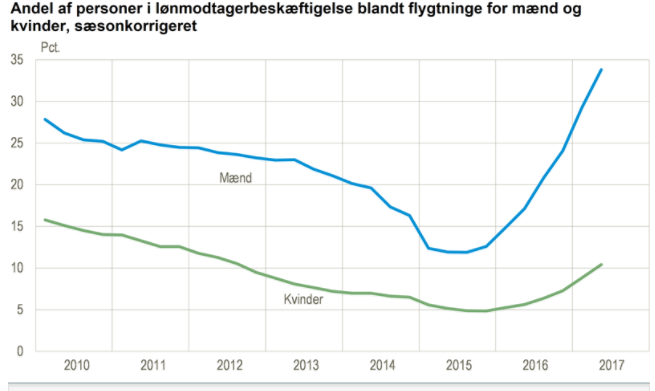 Andel af personer i lønmodtagerbeskæftigelse blandt flygtninge for mænd og
kvinder, sæsonkorrigeret
Pct.
35
30
25
20
15
10
5
0
Mænd
Kvinder
2010 2011 2012 2013 2014 2015 2016 2017